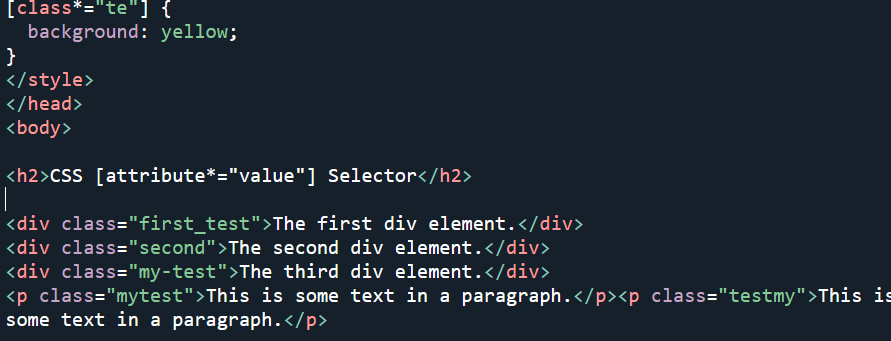 [class*="te"] {
  background: yellow;
}
</style>
</head>
<body>

<h2>CSS [attribute*="value"] Selector</h2>

<div class="first_test">The first div element.</div>
<div class="second">The second div element.</div>
<div class="my-test">The third div element.</div>
<p class="mytest">This is some text in a paragraph.</p><p class="testmy">This is
some text in a paragraph.</p>